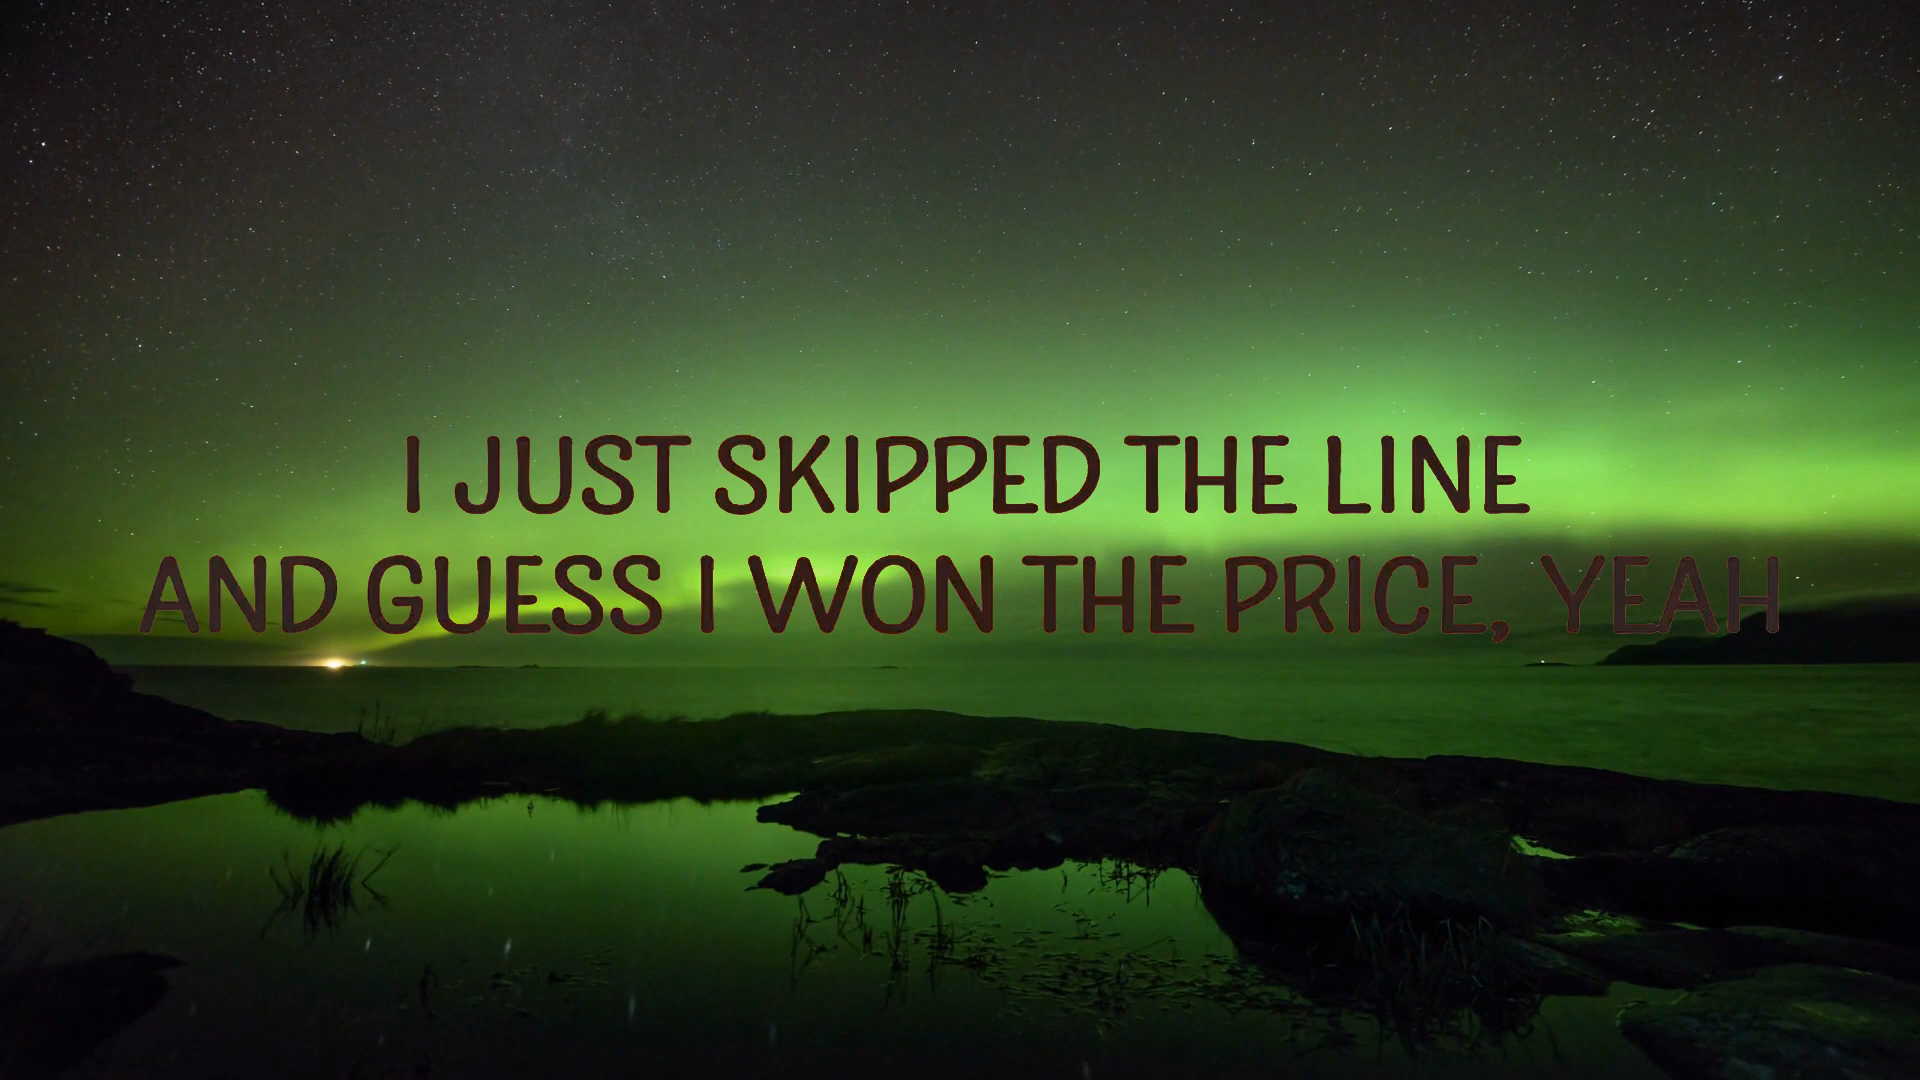 I JUST SKIPPED THE LINE
AND GUESS I WON THE PRICE, YEAH